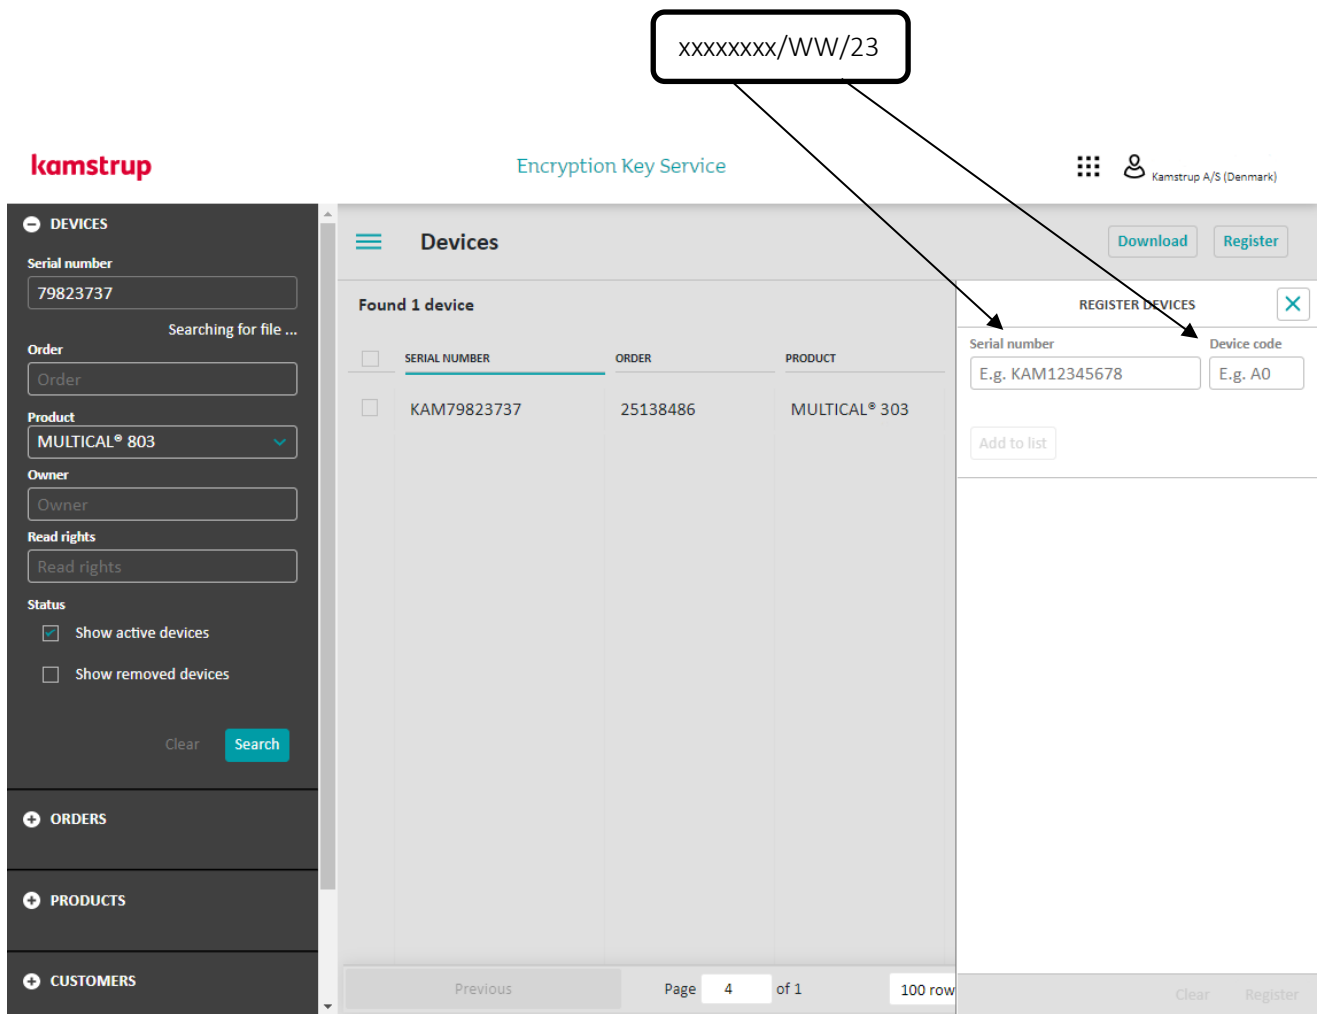 xxxxxxxx/WW/23
kamstrup
Encryption Key Service
Kamstrup A/S (Denmark)
DEVICES
Serial number
79823737
Searching for file ...
Order
Order
Product
MULTICAL® 803
Owner
Owner
Read rights
Read rights
Status
Show active devices
Show removed devices
Clear Search
ORDERS
PRODUCTS
CUSTOMERS
Devices
Download Register
Found 1 device
SERIAL NUMBER ORDER PRODUCT
KAM79823737 25138486 MULTICAL® 303
Previous Page 4 of 1 100 row
REGISTER DEVICES
Serial number Device code
E.g. KAM12345678 E.g. A0
Add to list
Clear Register